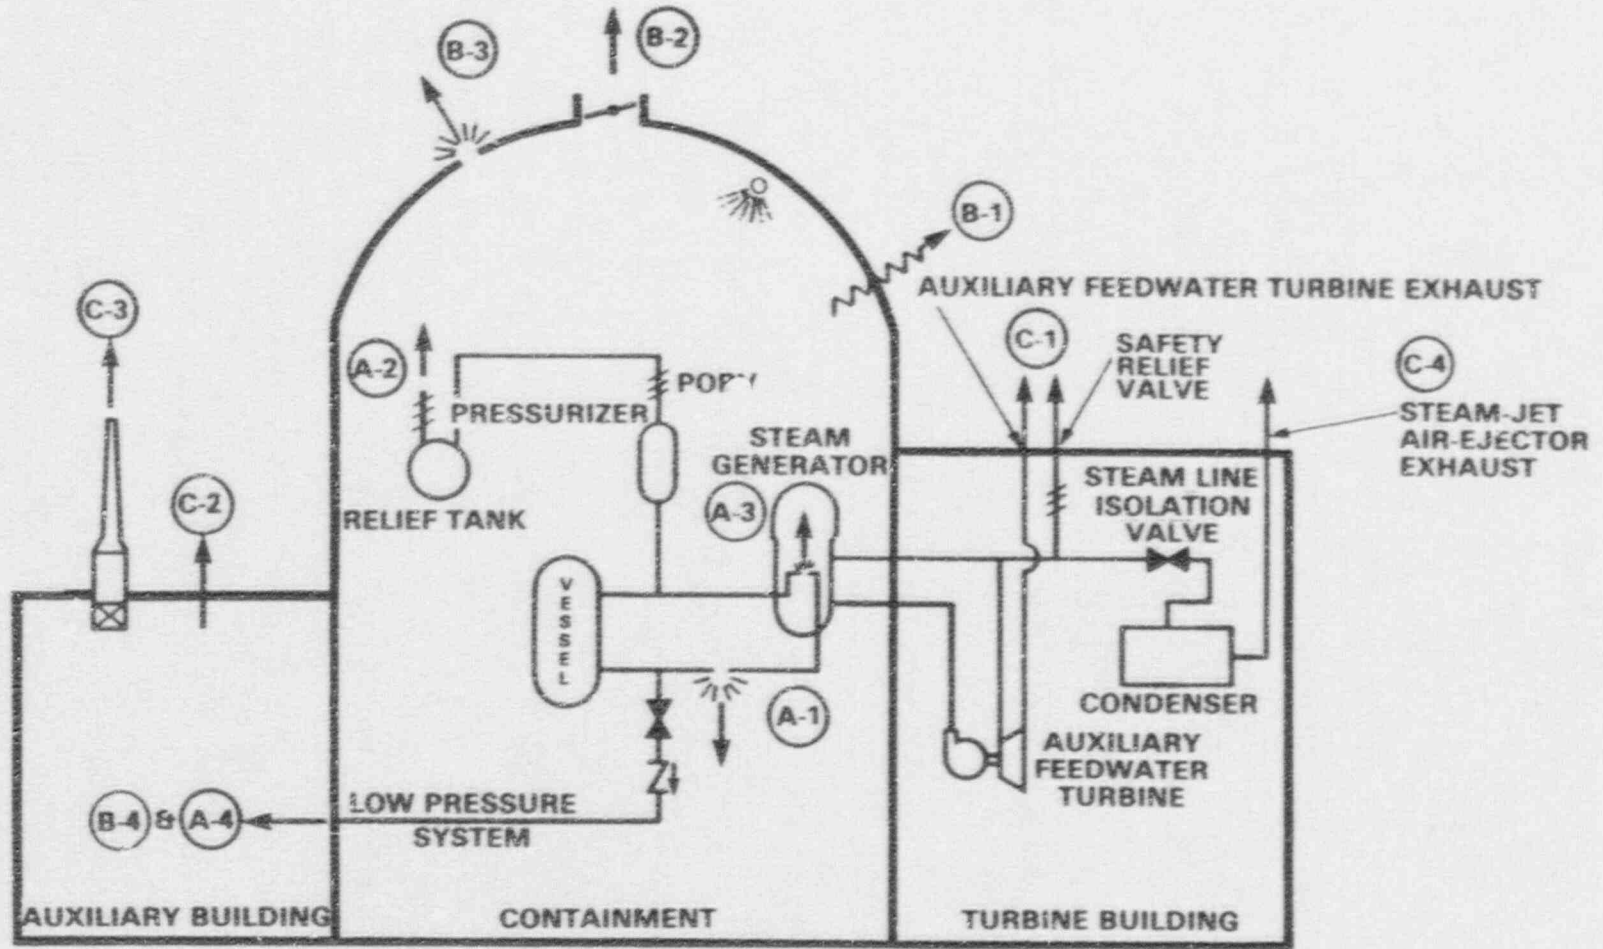 B-3
B-2
B-1
AUXILIARY FEEDWATER TURBINE EXHAUST
C-3
C-1
SAFETY
RELIEF
VALVE
C-4
STEAM-JET
AIR-EJECTOR
EXHAUST
A-2
PRESSURIZER
STEAM
GENERATOR
STEAM LINE
ISOLATION
VALVE
C-2
RELIEF TANK
A-3
VESSEL
A-1
CONDENSER
AUXILIARY
FEEDWATER
TURBINE
B-4 & A-4
LOW PRESSURE
SYSTEM
AUXILIARY BUILDING
CONTAINMENT
TURBINE BUILDING